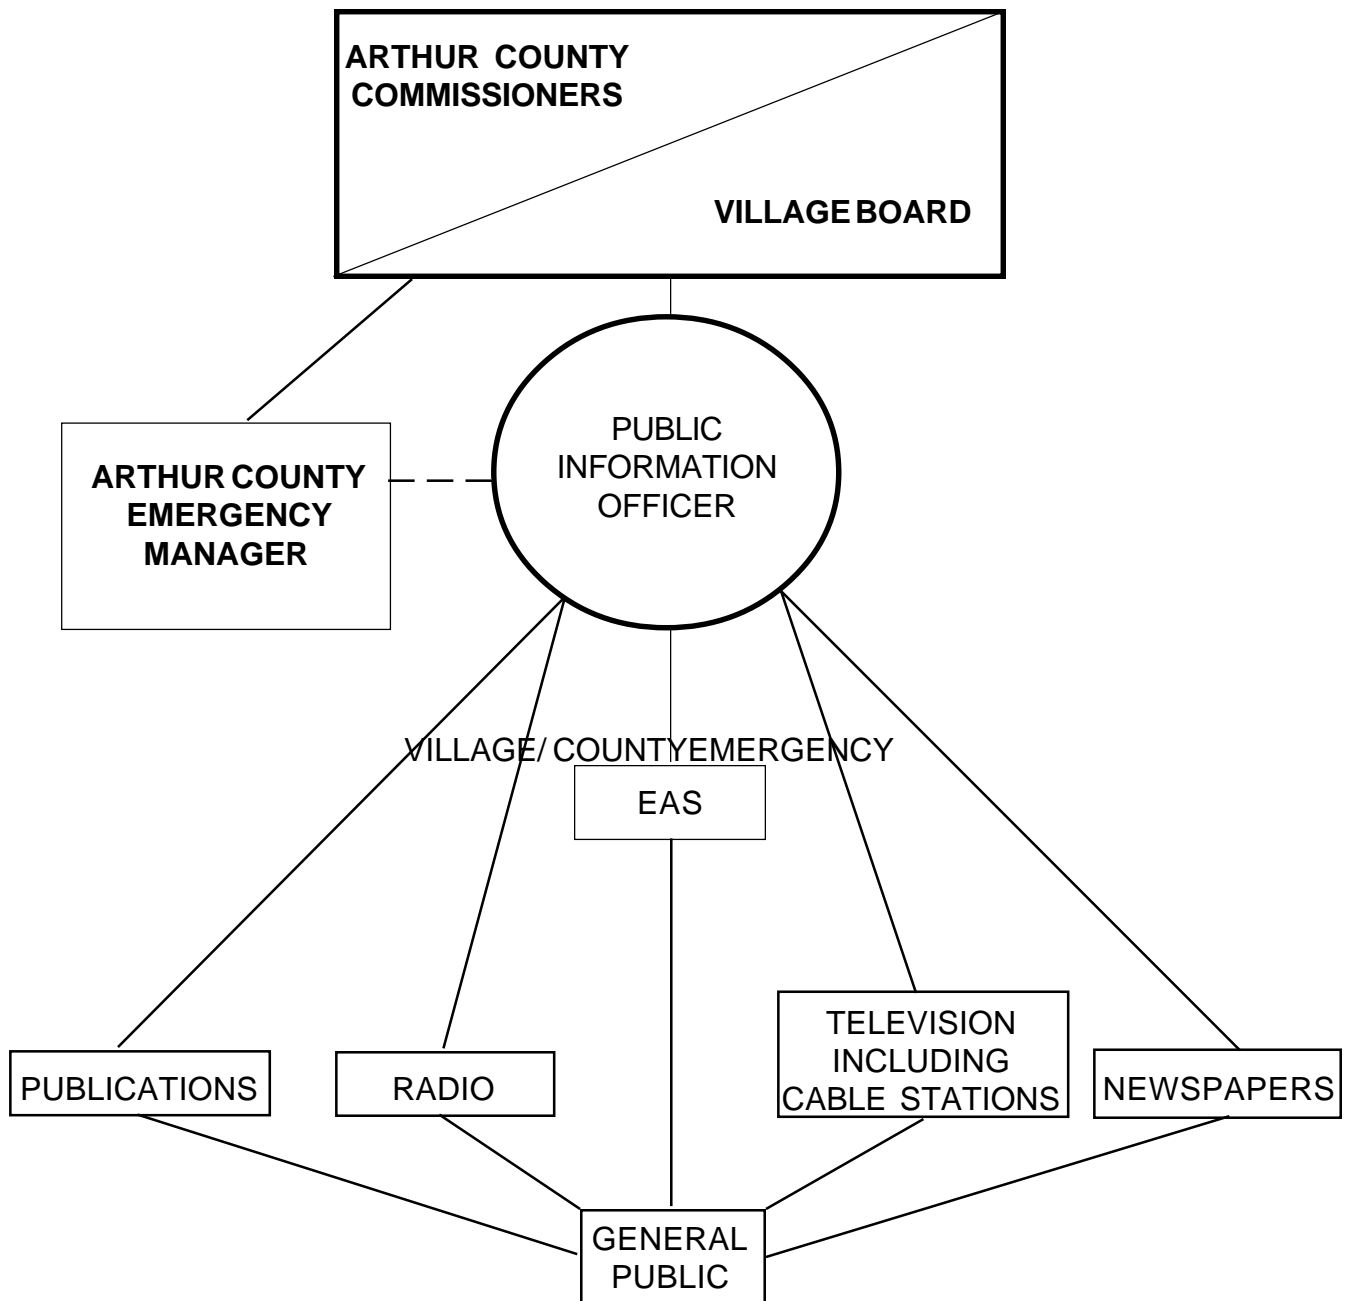 ARTHUR COUNTY
COMMISSIONERS
VILLAGE BOARD
PUBLIC
INFORMATION
OFFICER
ARTHUR COUNTY
EMERGENCY
MANAGER
VILLAGE/ COUNTYEMERGENCY
EAS
PUBLICATIONS
RADIO
TELEVISION
INCLUDING
CABLE STATIONS
NEWSPAPERS
GENERAL
PUBLIC